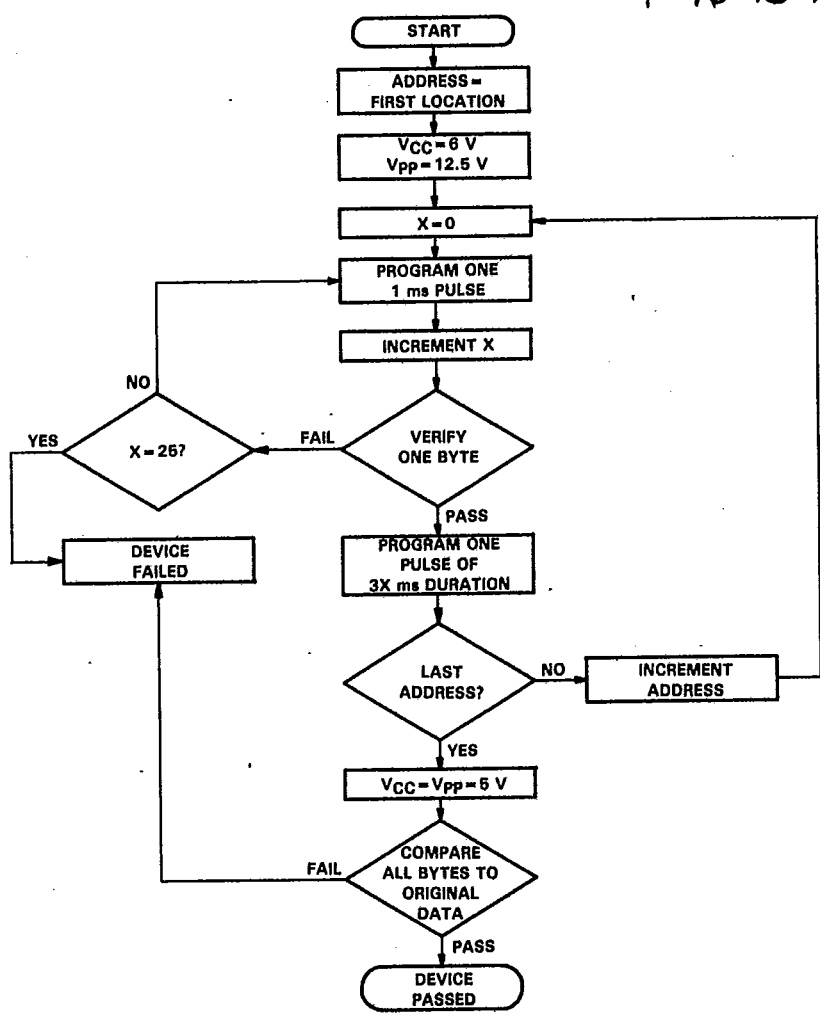 START
ADDRESS=
FIRST LOCATION
VCC=6 V
VPP=12.5 V
X=0
PROGRAM ONE
1 ms PULSE
INCREMENT X
NO
YES
X=25?
FAIL
VERIFY
ONE BYTE
PASS
DEVICE
FAILED
PROGRAM ONE
PULSE OF
3X ms DURATION
LAST
ADDRESS?
NO
INCREMENT
ADDRESS
YES
VCC=VPP=5 V
FAIL
COMPARE
ALL BYTES TO
ORIGINAL
DATA
PASS
DEVICE
PASSED